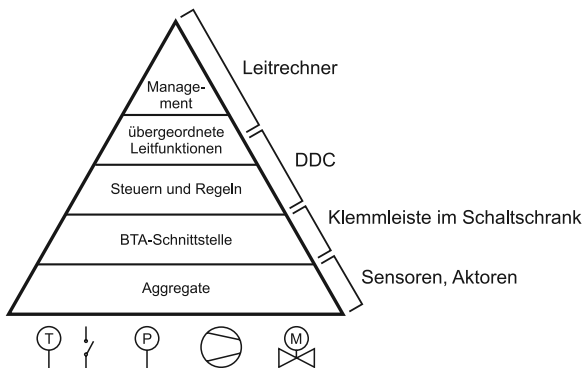 Manage-
ment
übergeordnete
Leitfunktionen
Steuern und Regeln
BTA-Schnittstelle
Aggregate
Leitrechner
DDC
Klemmleiste im Schaltschrank
Sensoren, Aktoren
T
P
M